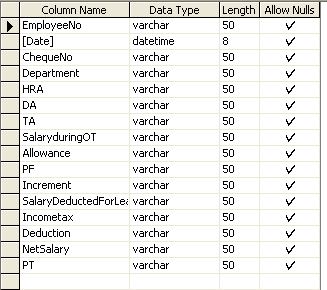 Column Name Data Type Length Allow Nulls
EmployeeNo varchar 50
[Date] datetime 8
ChequeNo varchar 50
Department varchar 50
HRA varchar 50
DA varchar 50
TA varchar 50
SalaryduringOT varchar 50
Allowance varchar 50
PF varchar 50
Increment varchar 50
SalaryDeductedForLea varchar 50
Incometax varchar 50
Deduction varchar 50
NetSalary varchar 50
PT varchar 50